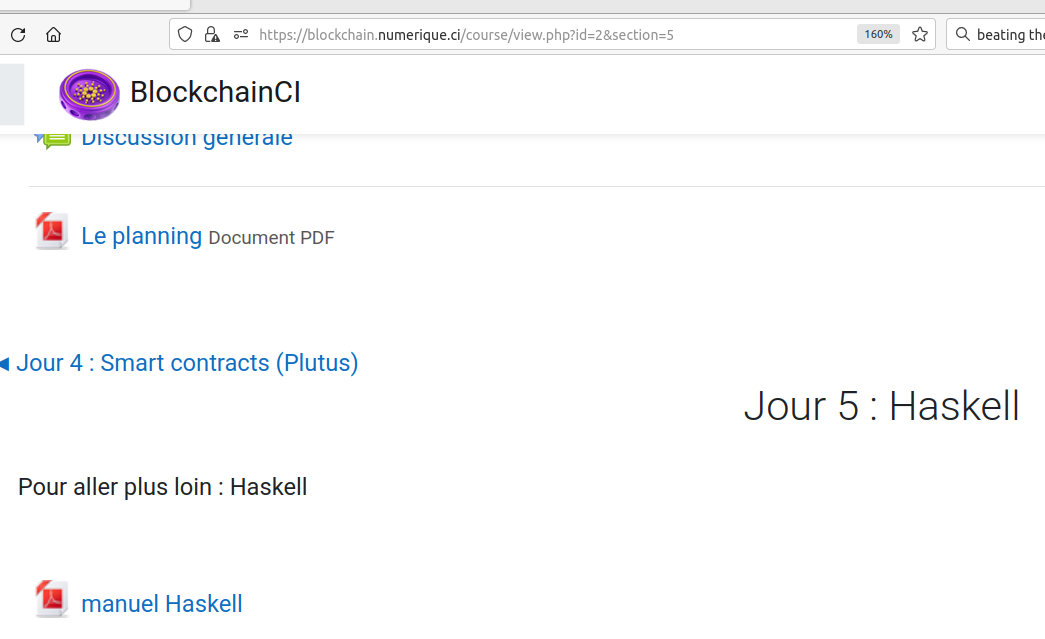 https://blockchain.numerique.ci/course/view.php?id=2&section=5
160%
beating the
BlockchainCI
Discussion générale
Le planning Document PDF
Jour 4 : Smart contracts (Plutus)
Jour 5 : Haskell
Pour aller plus loin : Haskell
manuel Haskell